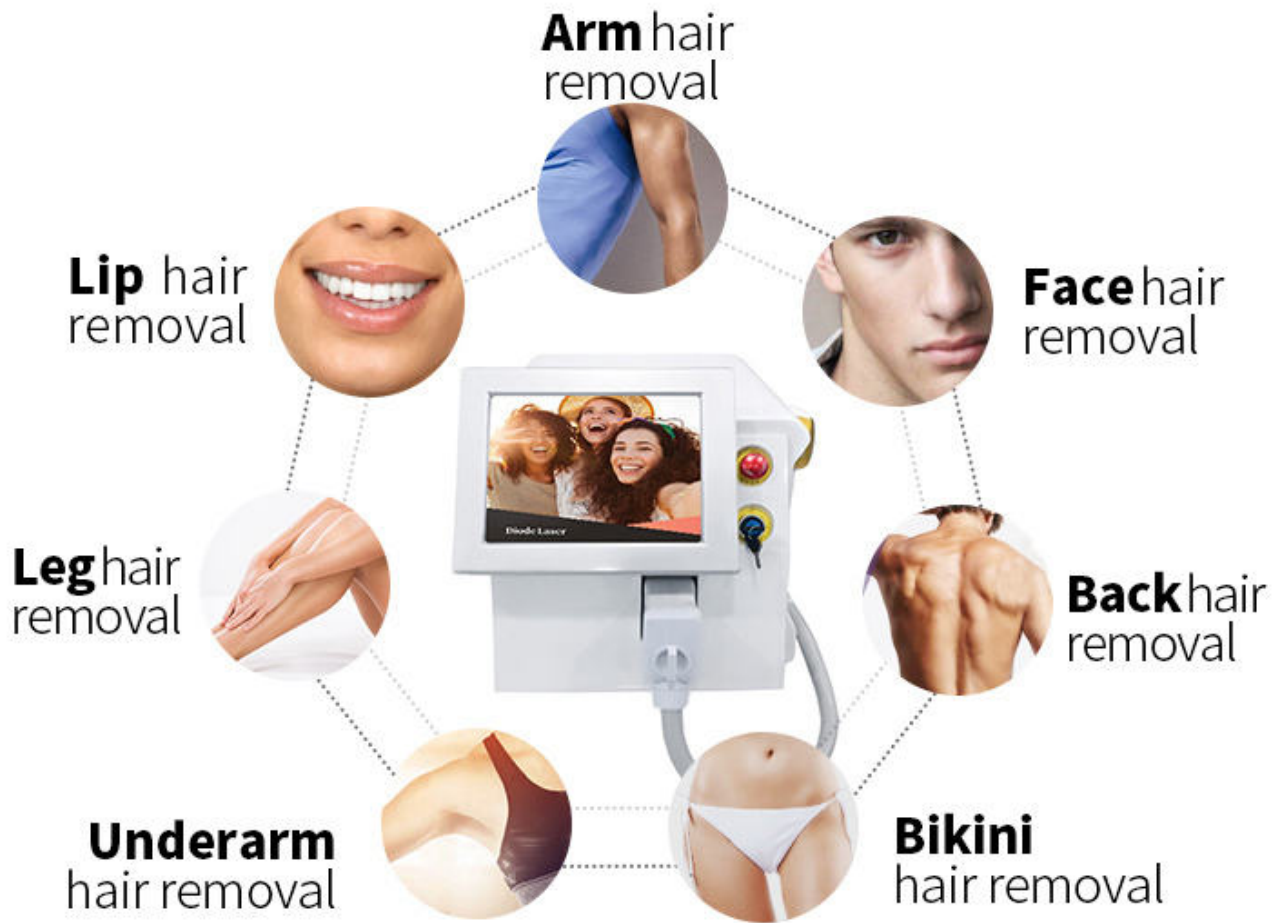 Arm hair
removal
Lip hair
removal
Face hair
removal
Diode Laser
Leg hair
removal
Back hair
removal
Underarm
hair removal
Bikini
hair removal